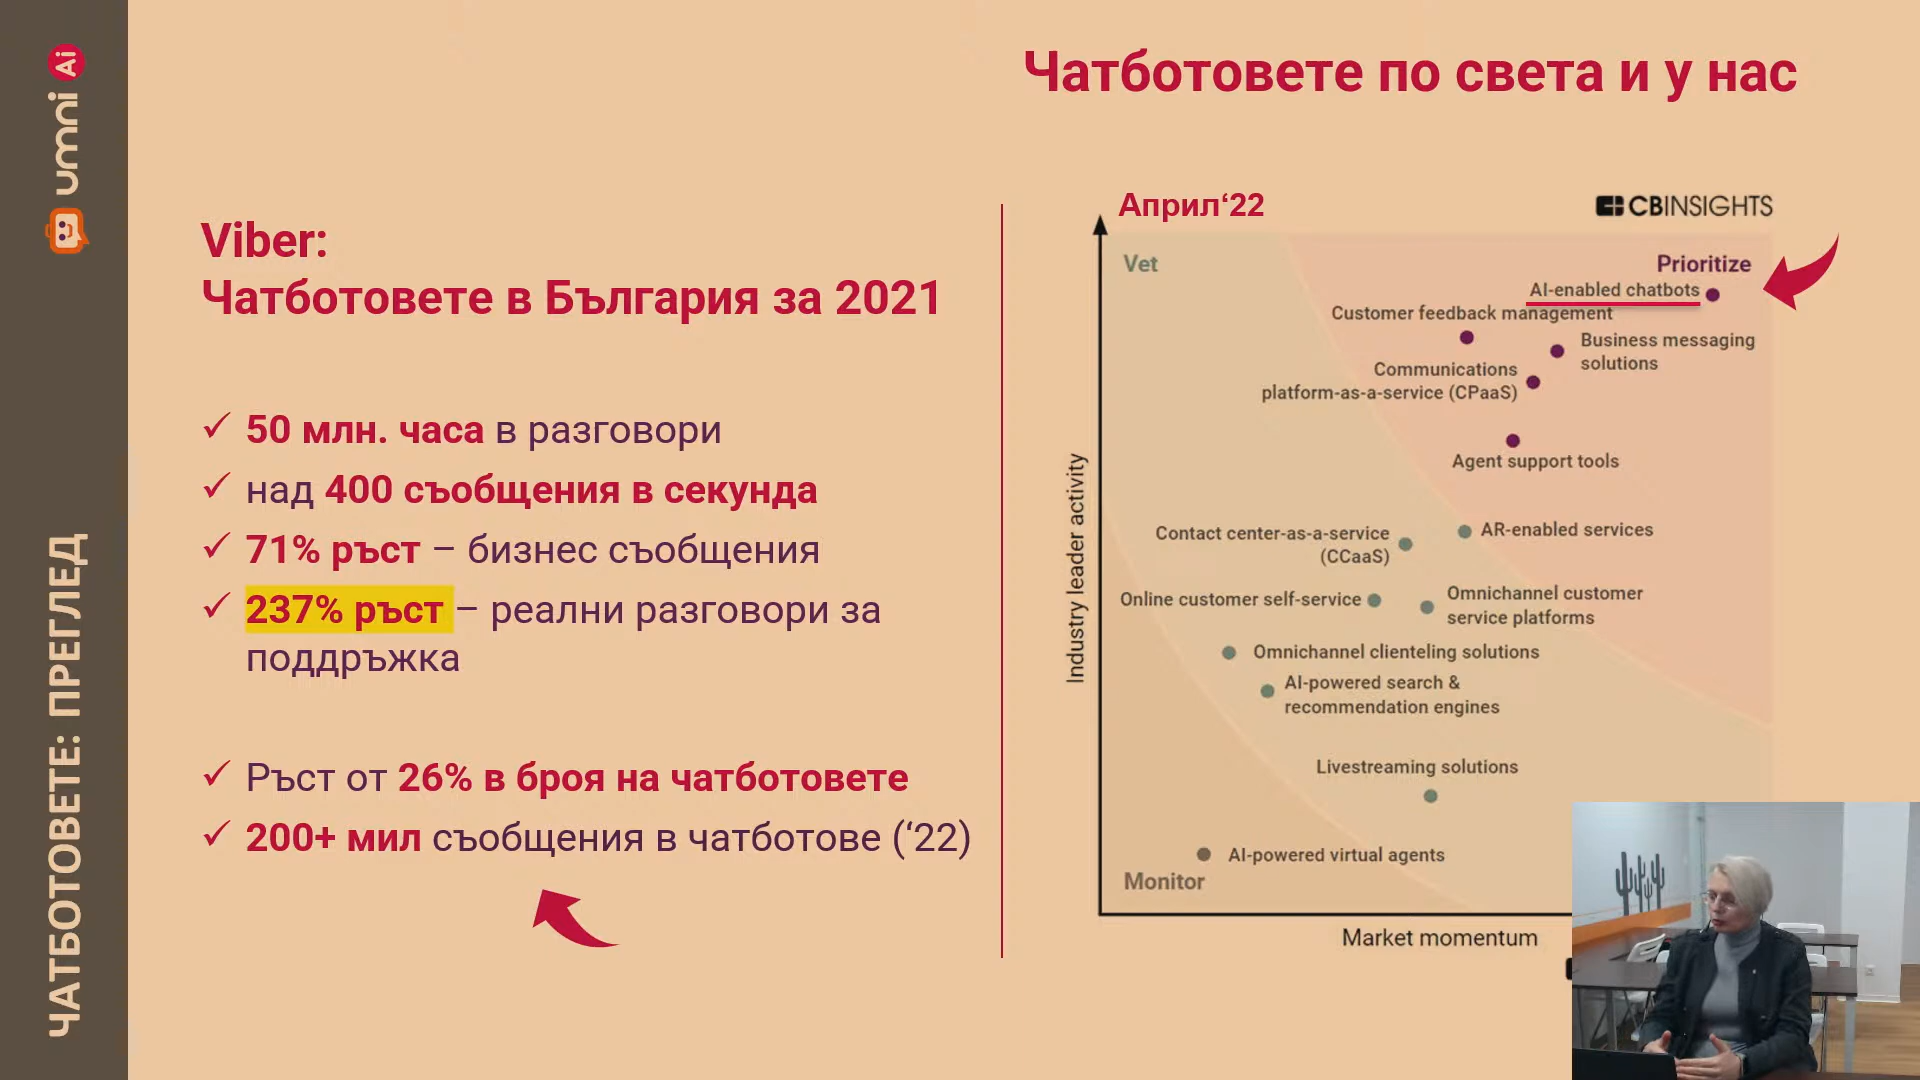 Чатботовете по света и у нас
umni Ai
ЧАТБОТОВЕТЕ: ПРЕГЛЕД
Viber:
Чатботовете в България за 2021
✓ 50 млн. часа в разговори
✓ над 400 съобщения в секунда
✓ 71% ръст – бизнес съобщения
✓ 237% ръст – реални разговори за
поддръжка
✓ Ръст от 26% в броя на чатботовете
✓ 200+ мил съобщения в чатботове (‘22)
Април‘22
CBINSIGHTS
Vet
Prioritize
AI-enabled chatbots
Customer feedback management
Business messaging
solutions
Communications
platform-as-a-service (CPaaS)
Agent support tools
AR-enabled services
Contact center-as-a-service
(CCaaS)
Online customer self-service
Omnichannel customer
service platforms
Omnichannel clienteling solutions
AI-powered search &
recommendation engines
Livestreaming solutions
AI-powered virtual agents
Monitor
Industry leader activity
Market momentum